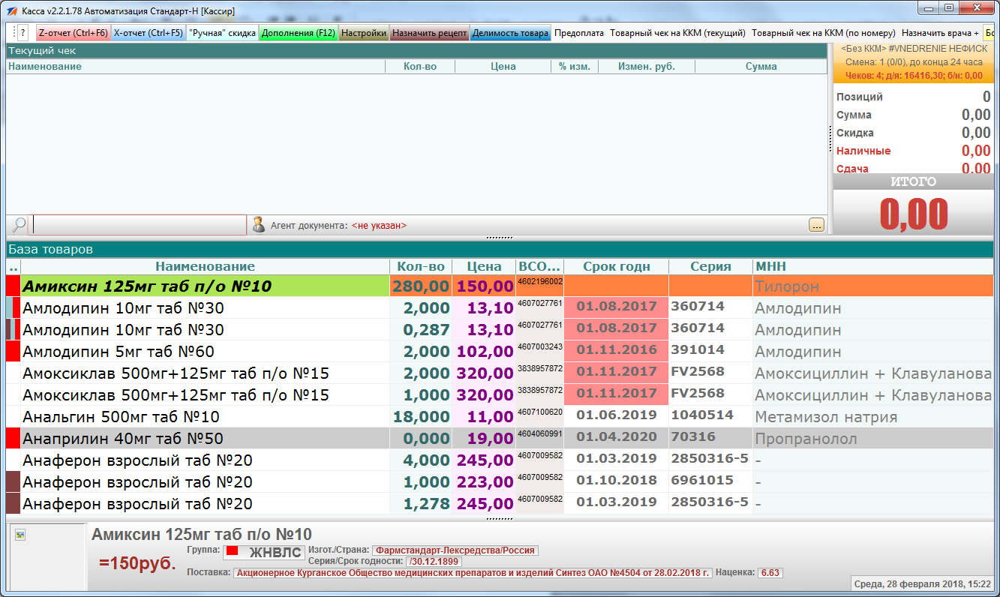 Касса v2.2.1.78 Автоматизация Стандарт-Н [Кассир]
? Z-отчет (Ctrl+F6) X-отчет (Ctrl+F5) "Ручная" скидка Дополнения (F12) Настройки Назначить рецепт Делимость товара Предоплата Товарный чек на ККМ (текущий) Товарный чек на ККМ (по номеру) Назначить врача + Бо
Текущий чек
Наименование Кол-во Цена % изм. Измен. руб. Сумма
<Без ККМ> #VNEDRENIE НЕФИСК
Смена: 1 (0/0), до конца 24 часа
Чеков: 4; д/я: 16416,30; б/н: 0,00
Позиций 0
Сумма 0,00
Скидка 0,00
Наличные 0,00
Сдача 0,00
ИТОГО
0,00
Агент документа: <не указан> ...
База товаров
.. Наименование Кол-во Цена ВСО... Срок годн Серия МНН
Амиксин 125мг таб п/о №10 280,00 150,00 4602196002 Тилорон
Амлодипин 10мг таб №30 2,000 13,10 4607027761 01.08.2017 360714 Амлодипин
Амлодипин 10мг таб №30 0,287 13,10 4607027761 01.08.2017 360714 Амлодипин
Амлодипин 5мг таб №60 2,000 102,00 4607003243 01.11.2016 391014 Амлодипин
Амоксиклав 500мг+125мг таб п/о №15 2,000 320,00 3838957872 01.11.2017 FV2568 Амоксициллин + Клавуланова
Амоксиклав 500мг+125мг таб п/о №15 1,000 320,00 3838957872 01.11.2017 FV2568 Амоксициллин + Клавуланова
Анальгин 500мг таб №10 18,000 11,00 4607100620 01.06.2019 1040514 Метамизол натрия
Анаприлин 40мг таб №50 0,000 19,00 4604060991 01.04.2020 70316 Пропранолол
Анаферон взрослый таб №20 4,000 245,00 4607009582 01.03.2019 2850316-5 -
Анаферон взрослый таб №20 1,000 223,00 4607009582 01.10.2018 6961015 -
Анаферон взрослый таб №20 1,278 245,00 4607009582 01.03.2019 2850316-5 -
Амиксин 125мг таб п/о №10
=150руб.
Группа: ЖНВЛС Изгот./Страна: Фармстандарт-Лексредства/Россия
Серия/Срок годности: /30.12.1899
Поставка: Акционерное Курганское Общество медицинских препаратов и изделий Синтез ОАО №4504 от 28.02.2018 г. Наценка: 6.63
Среда, 28 февраля 2018, 15:22